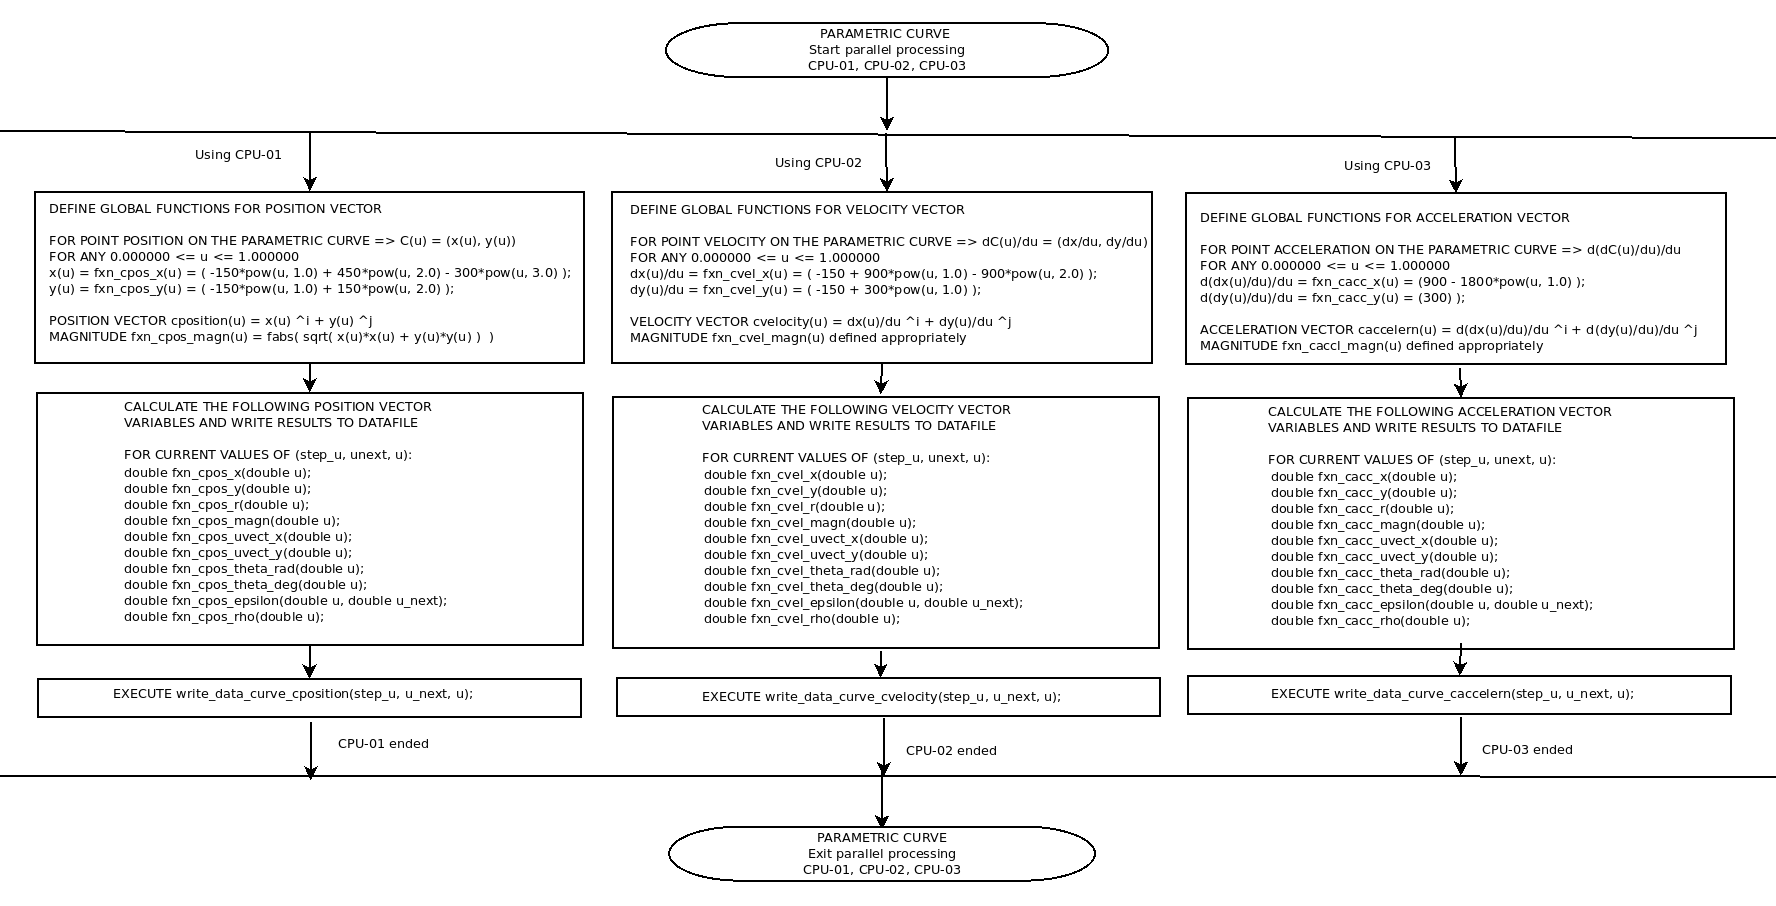 PARAMETRIC CURVE
Start parallel processing
CPU-01, CPU-02, CPU-03
Using CPU-01
DEFINE GLOBAL FUNCTIONS FOR POSITION VECTOR
FOR POINT POSITION ON THE PARAMETRIC CURVE => C(u) = (x(u), y(u))
FOR ANY 0.000000 <= u <= 1.000000
x(u) = fxn_cpos_x(u) = ( -150*pow(u, 1.0) + 450*pow(u, 2.0) - 300*pow(u, 3.0) );
y(u) = fxn_cpos_y(u) = ( -150*pow(u, 1.0) + 150*pow(u, 2.0) );
POSITION VECTOR cposition(u) = x(u) ^i + y(u) ^j
MAGNITUDE fxn_cpos_magn(u) = fabs( sqrt( x(u)*x(u) + y(u)*y(u) )  )
CALCULATE THE FOLLOWING POSITION VECTOR
VARIABLES AND WRITE RESULTS TO DATAFILE
FOR CURRENT VALUES OF (step_u, unext, u):
double fxn_cpos_x(double u);
double fxn_cpos_y(double u);
double fxn_cpos_r(double u);
double fxn_cpos_magn(double u);
double fxn_cpos_uvect_x(double u);
double fxn_cpos_uvect_y(double u);
double fxn_cpos_theta_rad(double u);
double fxn_cpos_theta_deg(double u);
double fxn_cpos_epsilon(double u, double u_next);
double fxn_cpos_rho(double u);
EXECUTE write_data_curve_cposition(step_u, u_next, u);
CPU-01 ended
Using CPU-02
DEFINE GLOBAL FUNCTIONS FOR VELOCITY VECTOR
FOR POINT VELOCITY ON THE PARAMETRIC CURVE => dC(u)/du = (dx/du, dy/du)
FOR ANY 0.000000 <= u <= 1.000000
dx(u)/du = fxn_cvel_x(u) = ( -150 + 900*pow(u, 1.0) - 900*pow(u, 2.0) );
dy(u)/du = fxn_cvel_y(u) = ( -150 + 300*pow(u, 1.0) );
VELOCITY VECTOR cvelocity(u) = dx(u)/du ^i + dy(u)/du ^j
MAGNITUDE fxn_cvel_magn(u) defined appropriately
CALCULATE THE FOLLOWING VELOCITY VECTOR
VARIABLES AND WRITE RESULTS TO DATAFILE
FOR CURRENT VALUES OF (step_u, unext, u):
double fxn_cvel_x(double u);
double fxn_cvel_y(double u);
double fxn_cvel_r(double u);
double fxn_cvel_magn(double u);
double fxn_cvel_uvect_x(double u);
double fxn_cvel_uvect_y(double u);
double fxn_cvel_theta_rad(double u);
double fxn_cvel_theta_deg(double u);
double fxn_cvel_epsilon(double u, double u_next);
double fxn_cvel_rho(double u);
EXECUTE write_data_curve_cvelocity(step_u, u_next, u);
CPU-02 ended
Using CPU-03
DEFINE GLOBAL FUNCTIONS FOR ACCELERATION VECTOR
FOR POINT ACCELERATION ON THE PARAMETRIC CURVE => d(dC(u)/du)/du
FOR ANY 0.000000 <= u <= 1.000000
d(dx(u)/du)/du = fxn_cacc_x(u) = (900 - 1800*pow(u, 1.0) );
d(dy(u)/du)/du = fxn_cacc_y(u) = (300) );
ACCELERATION VECTOR caccelern(u) = d(dx(u)/du)/du ^i + d(dy(u)/du)/du ^j
MAGNITUDE fxn_caccl_magn(u) defined appropriately
CALCULATE THE FOLLOWING ACCELERATION VECTOR
VARIABLES AND WRITE RESULTS TO DATAFILE
FOR CURRENT VALUES OF (step_u, unext, u):
double fxn_cacc_x(double u);
double fxn_cacc_y(double u);
double fxn_cacc_r(double u);
double fxn_cacc_magn(double u);
double fxn_cacc_uvect_x(double u);
double fxn_cacc_uvect_y(double u);
double fxn_cacc_theta_rad(double u);
double fxn_cacc_theta_deg(double u);
double fxn_cacc_epsilon(double u, double u_next);
double fxn_cacc_rho(double u);
EXECUTE write_data_curve_caccelern(step_u, u_next, u);
CPU-03 ended
PARAMETRIC CURVE
Exit parallel processing
CPU-01, CPU-02, CPU-03